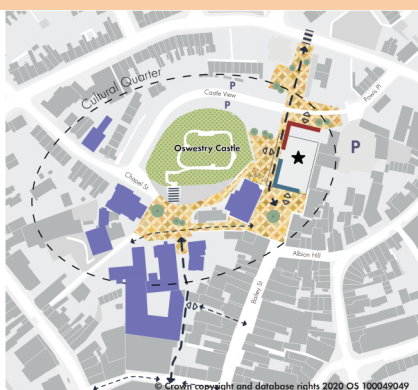 Cultural Quarter
P
Castle View
P
Powis Pl
Oswestry Castle
P
Chapel St
Albion Hill
Bailey St
© Crown copyright and database rights 2020 OS 100049049